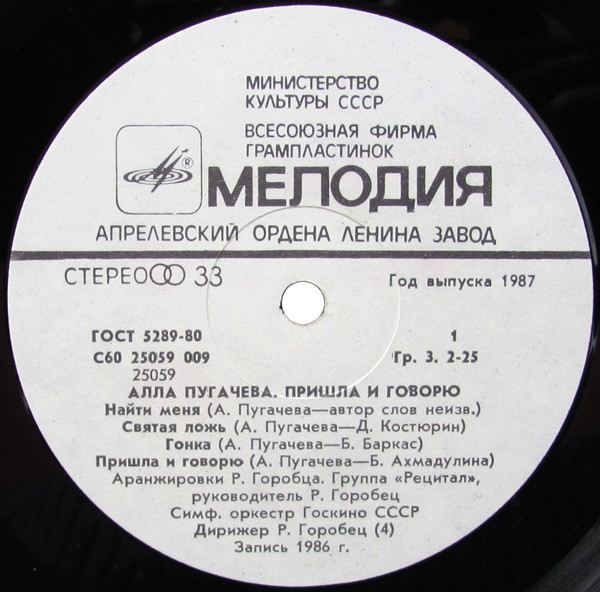 МИНИСТЕРСТВО
КУЛЬТУРЫ СССР
ВСЕСОЮЗНАЯ ФИРМА
ГРАМПЛАСТИНОК
®
МЕЛОДИЯ
АПРЕЛЕВСКИЙ ОРДЕНА ЛЕНИНА ЗАВОД
СТЕРЕО 33
Год выпуска 1987
ГОСТ 5289-80 1
С60 25059 009 Гр. 3. 2-25
25059
АЛЛА ПУГАЧЕВА. ПРИШЛА И ГОВОРЮ
Найти меня (А. Пугачева—автор слов неизв.)
Святая ложь (А. Пугачева—Д. Костюрин)
Гонка (А. Пугачева—Б. Баркас)
Пришла и говорю (А. Пугачева—Б. Ахмадулина)
Аранжировки Р. Горобца. Группа «Рецитал»,
руководитель Р. Горобец
Симф. оркестр Госкино СССР
Дирижер Р. Горобец (4)
Запись 1986 г.